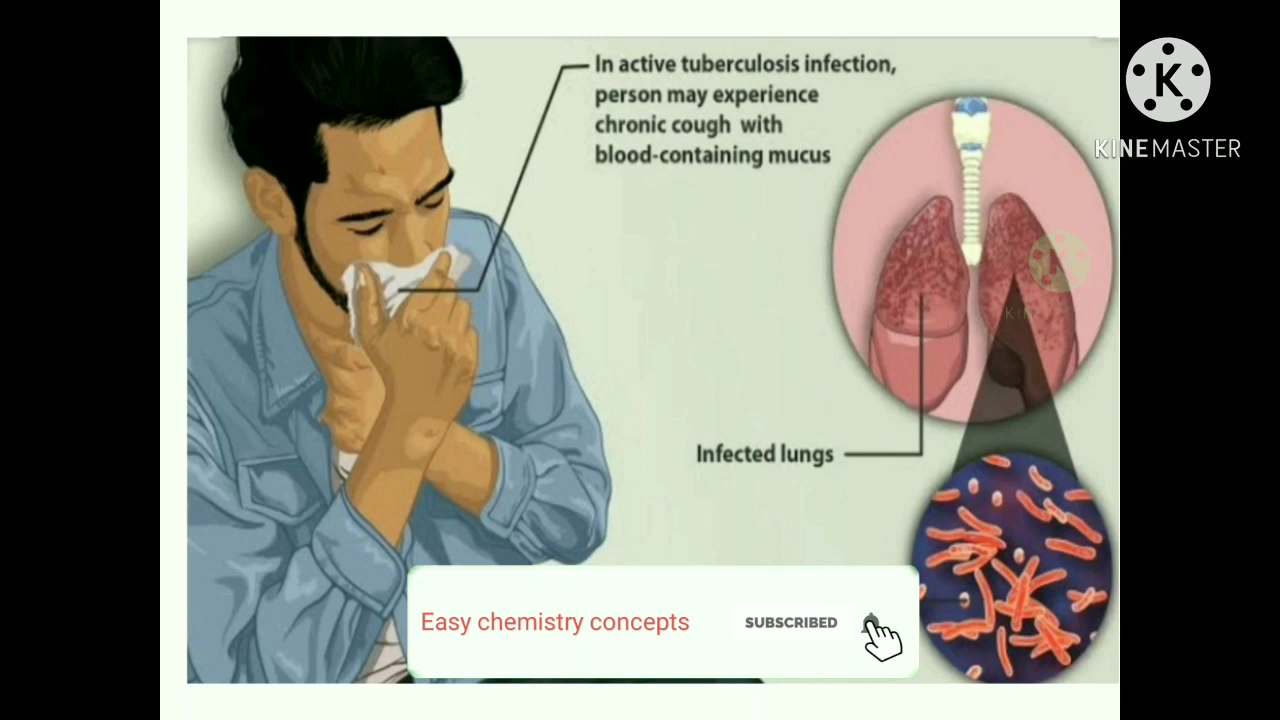 In active tuberculosis infection,
person may experience
chronic cough with
blood-containing mucus
KINEMASTER
Infected lungs
Easy chemistry concepts
SUBSCRIBED